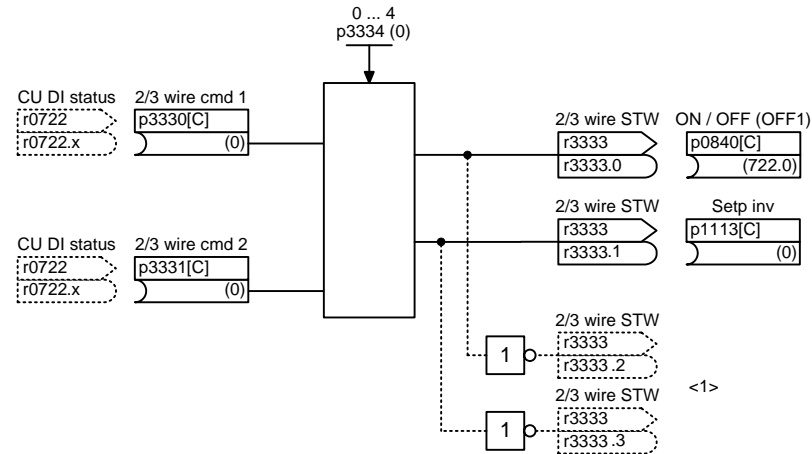 0 ... 4
p3334 (0)
CU DI status
r0722
r0722.x
2/3 wire cmd 1
p3330[C]
(0)
2/3 wire STW
r3333
r3333.0
ON / OFF (OFF1)
p0840[C]
(722.0)
2/3 wire STW
r3333
r3333.1
Setp inv
p1113[C]
(0)
CU DI status
r0722
r0722.x
2/3 wire cmd 2
p3331[C]
(0)
2/3 wire STW
1
r3333
r3333 .2
<1>
2/3 wire STW
1
r3333
r3333 .3